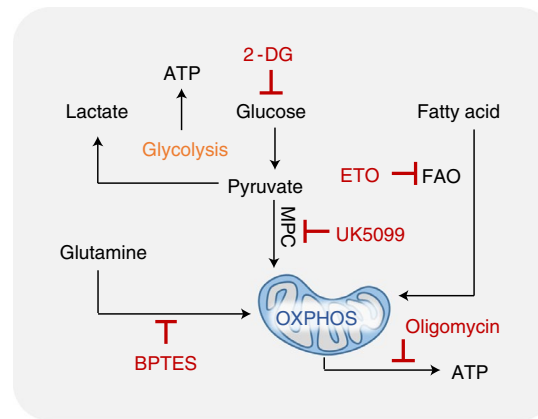 2-DG
ATP
Lactate
Glucose
Fatty acid
Glycolysis
ETO
FAO
Pyruvate
MPC
UK5099
Glutamine
OXPHOS
Oligomycin
BPTES
ATP